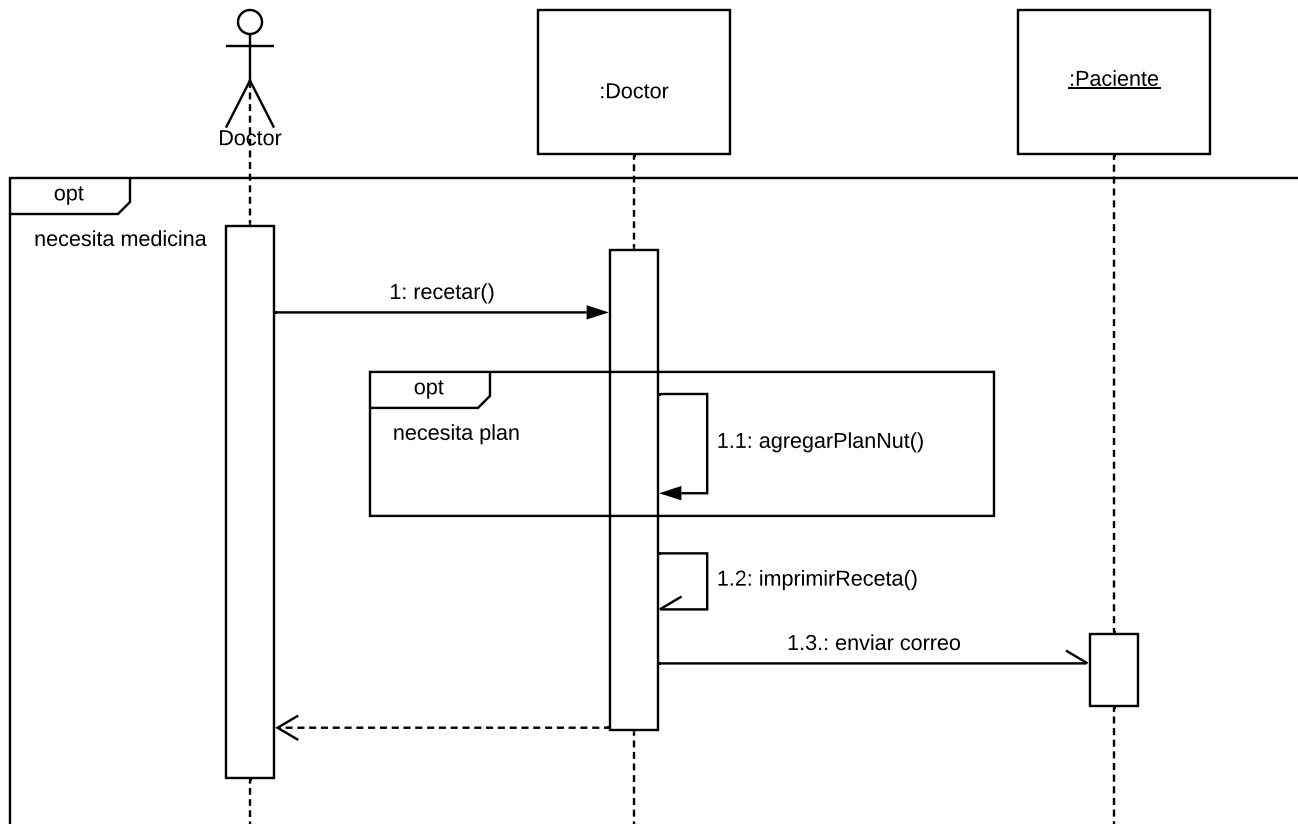 Doctor
:Doctor
:Paciente
opt
necesita medicina
1: recetar()
opt
necesita plan
1.1: agregarPlanNut()
1.2: imprimirReceta()
1.3.: enviar correo